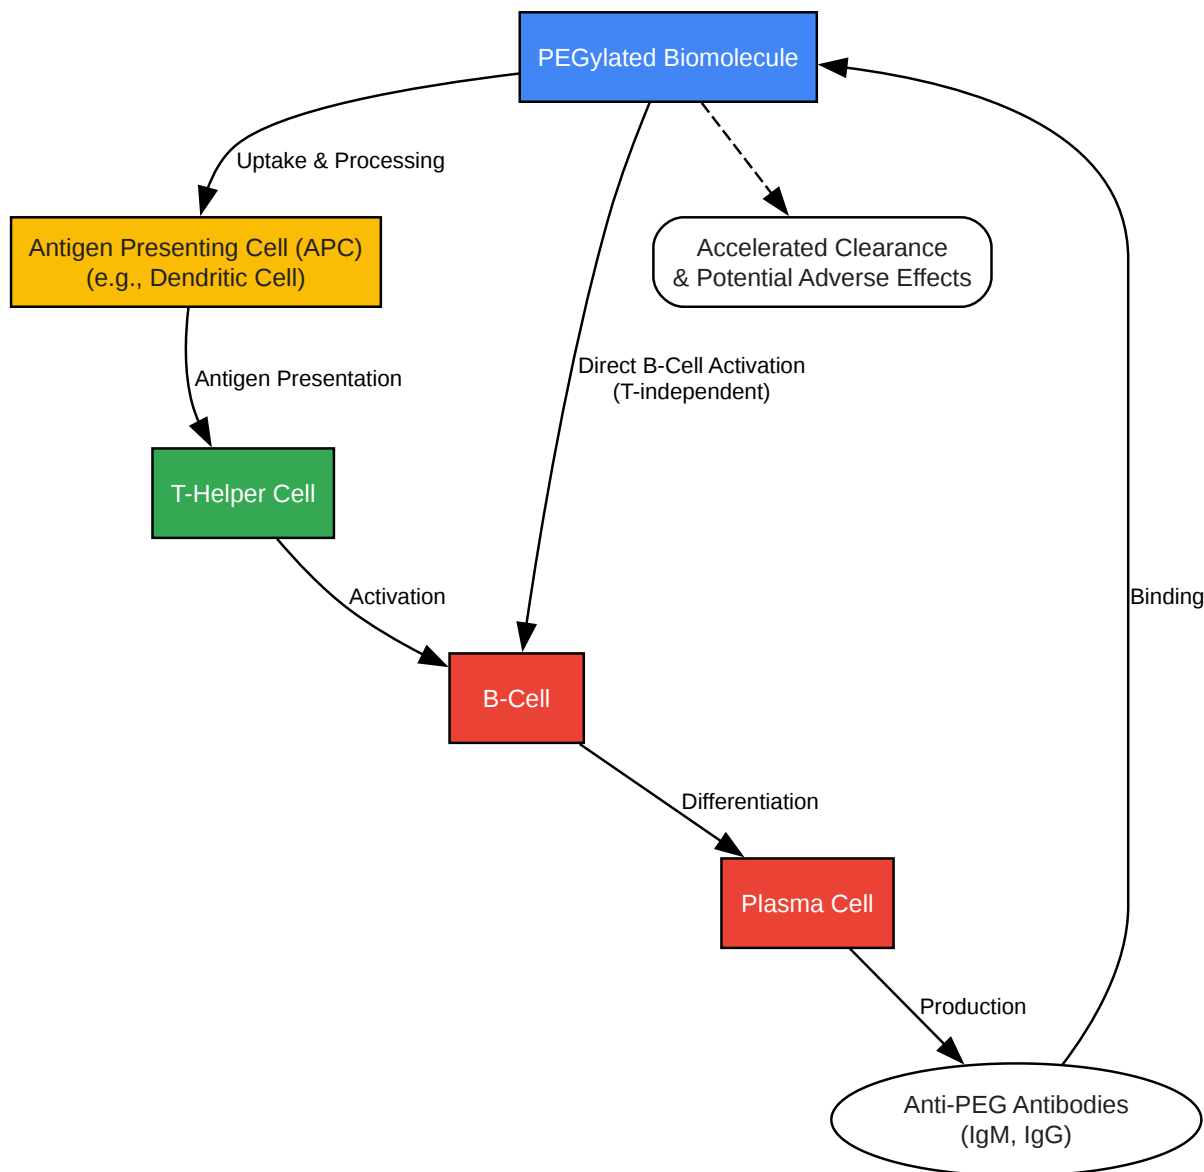 PEGylated Biomolecule
Uptake & Processing
Antigen Presenting Cell (APC)
(e.g., Dendritic Cell)
Accelerated Clearance
& Potential Adverse Effects
Direct B-Cell Activation
(T-independent)
Antigen Presentation
T-Helper Cell
Activation
Binding
B-Cell
Differentiation
Plasma Cell
Production
Anti-PEG Antibodies
(IgM, IgG)